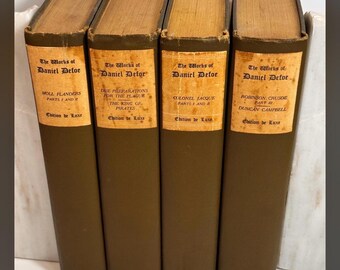 The Works of
Daniel Defoe
MOLL FLANDERS
PARTS I AND II
Edition de Luxe
The Works of
Daniel Defoe
DUE PREPARATIONS
FOR THE PLAGUE
THE KING OF
PIRATES
Edition de Luxe
The Works of
Daniel Defoe
COLONEL JACQUE
PARTS I AND II
Edition de Luxe
The Works of
Daniel Defoe
ROBINSON CRUSOE
PART III
DUNCAN CAMPBELL
Edition de Luxe